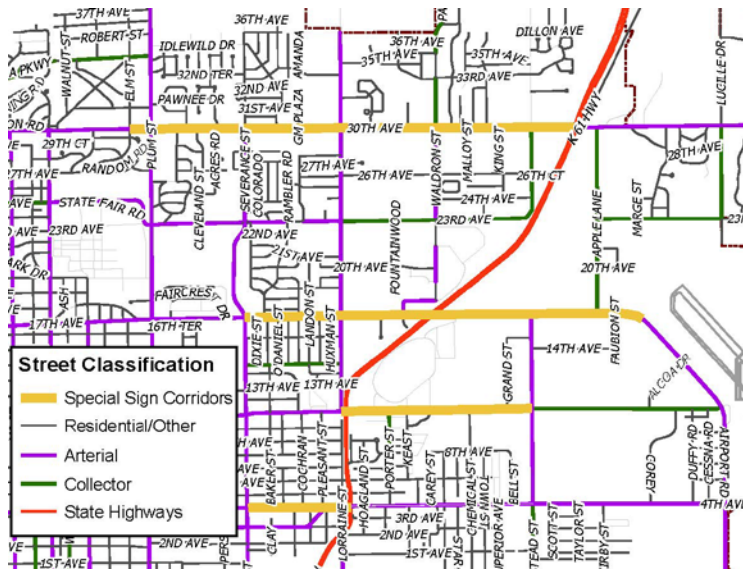 37TH AVE
ROBERT ST
36TH AVE
IDLEWILD DR
32ND TER
32ND AVE
AMANDA
36TH AVE
35TH AVE
35TH AVE
DILLON AVE
33RD AVE
LUCILLE DR
PKWY
WALNUT ST
ELM ST
PAWNEE DR
31ST AVE
GM PLAZA
K-61 HWY
30TH AVE
29TH CT
RANDOM RD
PLUM ST
CLEVELAND ST
ACRES RD
SEVERANCE ST
COLORADO
RAMBLER RD
27TH AVE
26TH AVE
WALDRON ST
MALLOY ST
KING ST
26TH CT
28TH AVE
27TH AVE
24TH AVE
STATE FAIR RD
23RD AVE
23RD AVE
22ND AVE
21ST AVE
20TH AVE
FOUNTAINWOOD
APPLE LANE
MARGE ST
20TH AVE
ARK DR
ASH
FAIRCREST DR
17TH AVE
16TH TER
DIXIE ST
O'DANIEL ST
LANDON ST
HUXMAN ST
FAUBION ST
14TH AVE
GRAND ST
ALCOA DR
13TH AVE
13TH AVE
Street Classification
Special Sign Corridors
Residential/Other
Arterial
Collector
State Highways
BAKER ST
COCHRAN
PLEASANT ST
LORRAINE ST
HOAGLAND ST
PORTER ST
KEAST
CAREY ST
8TH AVE
CHEMICAL ST
TOWN ST
BELL ST
COREY
DUFFY RD
CESSNA RD
AIRPORT RD
4TH AVE
3RD AVE
2ND AVE
2ND AVE
1ST AVE
1ST AVE
CLAY
STAR
SCOTT ST
TAYLOR ST